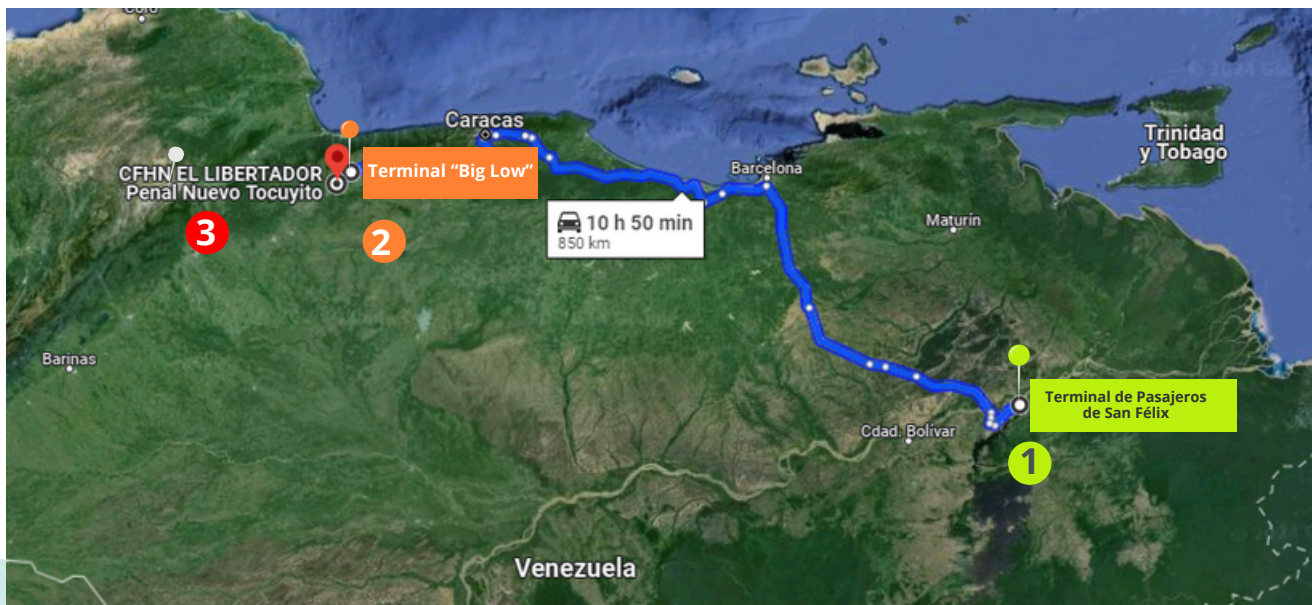 Coro
Caracas
Trinidad
y Tobago
CFHN EL LIBERTADOR
Penal Nuevo Tocuyito
Terminal “Big Low”
Barcelona
3
2
10 h 50 min
850 km
Maturín
Barinas
Terminal de Pasajeros
de San Félix
Cdad. Bolívar
1
Venezuela